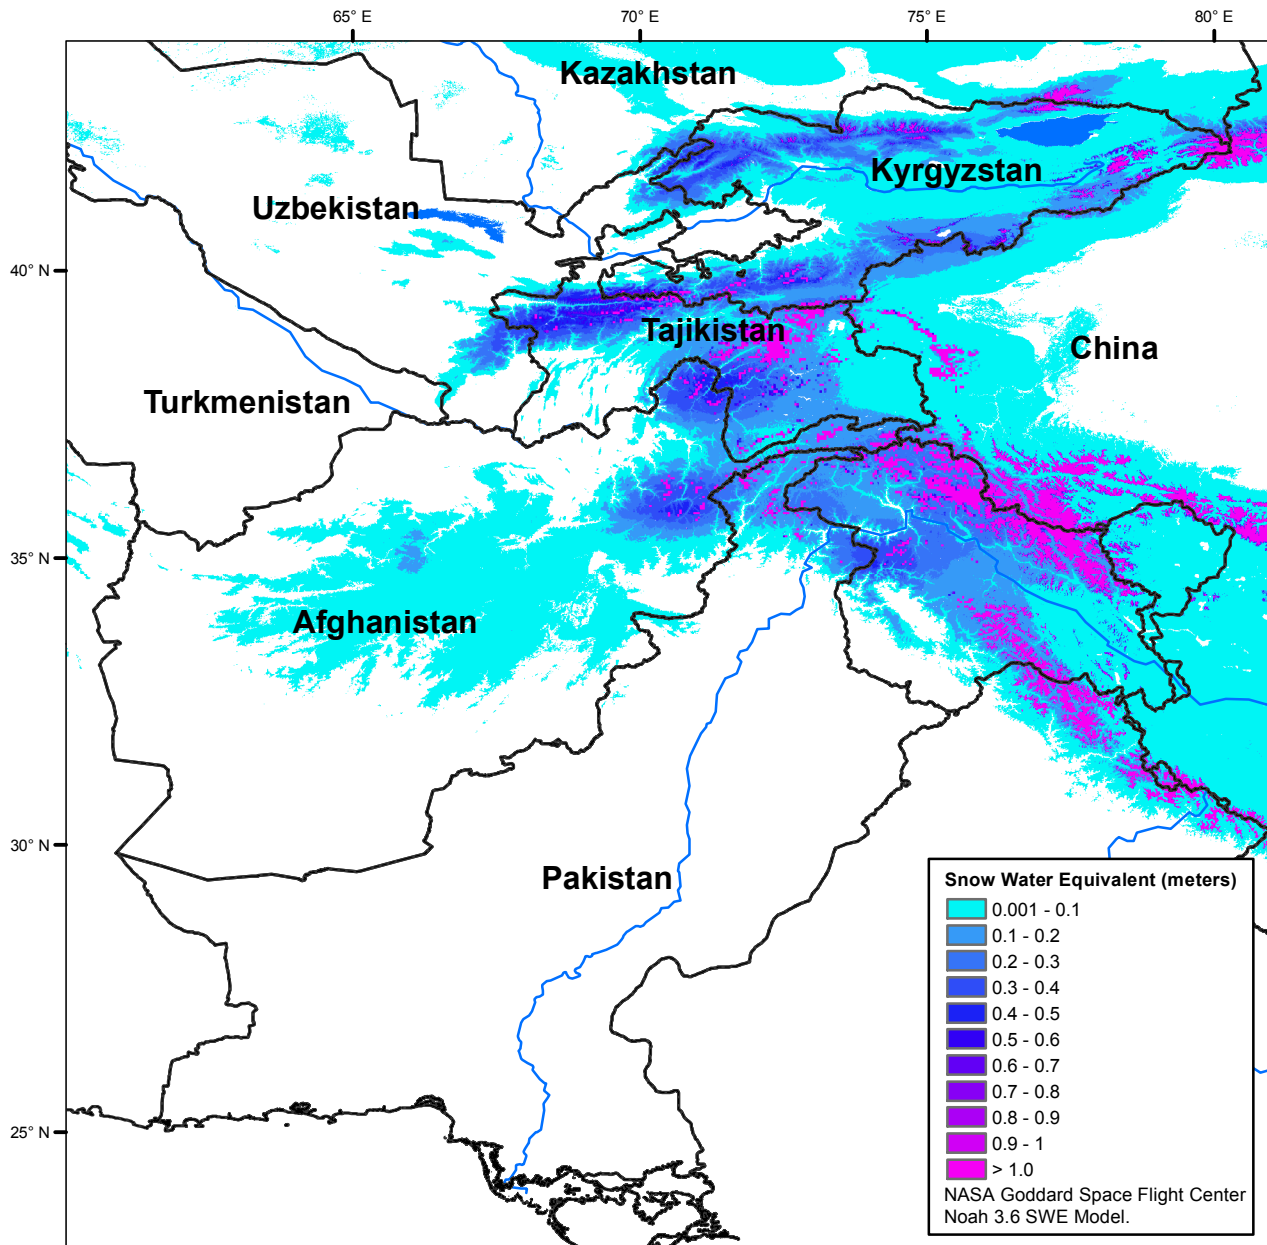 65° E
70° E
75° E
80° E
Kazakhstan
Kyrgyzstan
Uzbekistan
40° N
Tajikistan
China
Turkmenistan
35° N
Afghanistan
30° N
Pakistan
25° N
Snow Water Equivalent (meters)
0.001 - 0.1
0.1 - 0.2
0.2 - 0.3
0.3 - 0.4
0.4 - 0.5
0.5 - 0.6
0.6 - 0.7
0.7 - 0.8
0.8 - 0.9
0.9 - 1
> 1.0
NASA Goddard Space Flight Center
Noah 3.6 SWE Model.